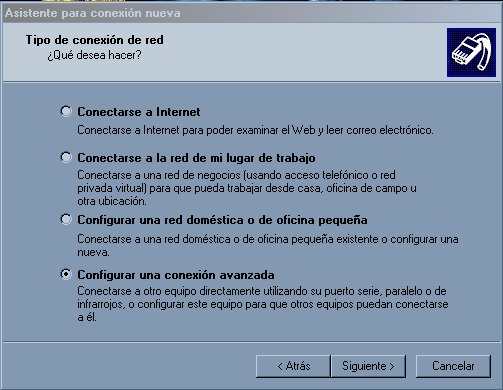 Asistente para conexión nueva
Tipo de conexión de red
¿Qué desea hacer?
Conectarse a Internet
Conectarse a Internet para poder examinar el Web y leer correo electrónico.
Conectarse a la red de mi lugar de trabajo
Conectarse a una red de negocios (usando acceso telefónico o red
privada virtual) para que pueda trabajar desde casa, oficina de campo u
otra ubicación.
Configurar una red doméstica o de oficina pequeña
Conectarse a una red doméstica o de oficina pequeña existente o configurar una
nueva.
Configurar una conexión avanzada
Conectarse a otro equipo directamente utilizando su puerto serie, paralelo o de
infrarrojos, o configurar este equipo para que otros equipos puedan conectarse
a él.
< Atrás
Siguiente >
Cancelar